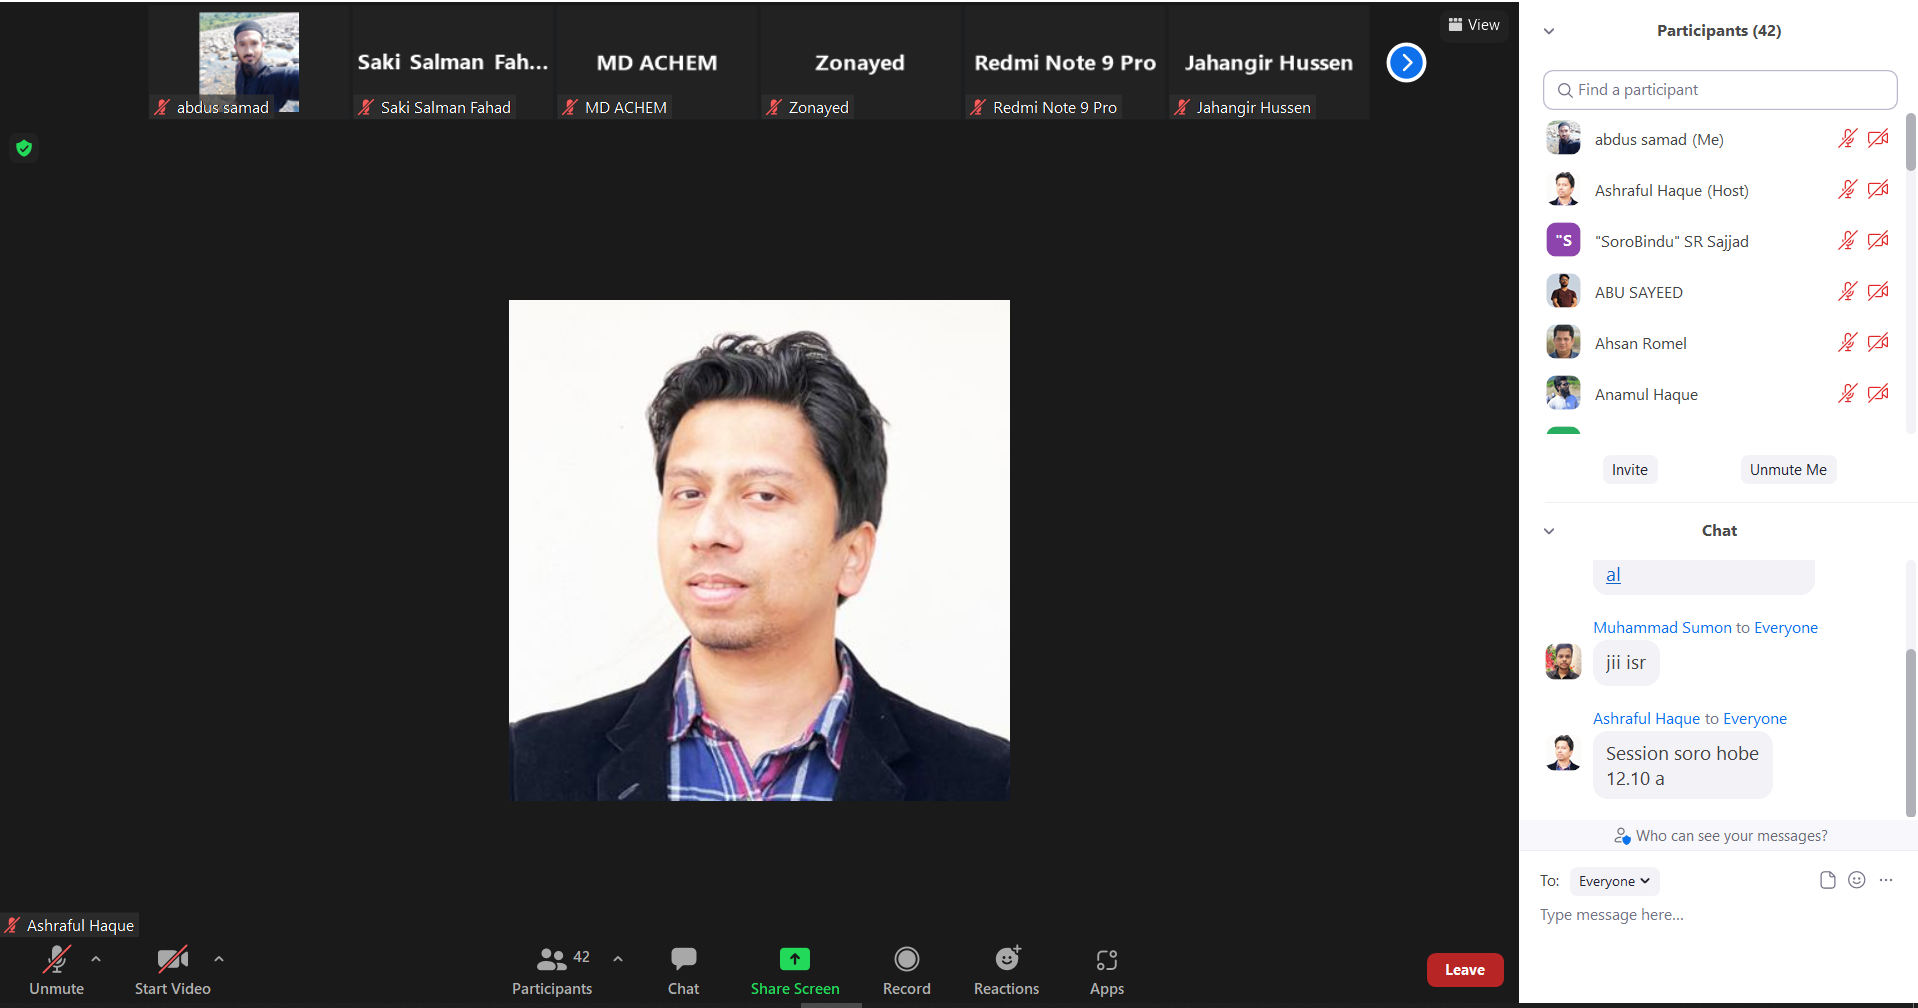 Saki Salman Fah...
MD ACHEM
Zonayed
Redmi Note 9 Pro
Jahangir Hussen
View
abdus samad
Saki Salman Fahad
MD ACHEM
Zonayed
Redmi Note 9 Pro
Jahangir Hussen
Ashraful Haque
Unmute
Start Video
42
Participants
Chat
Share Screen
Record
Reactions
Apps
Leave
Participants (42)
Find a participant
abdus samad (Me)
Ashraful Haque (Host)
"S
"SoroBindu" SR Sajjad
ABU SAYEED
Ahsan Romel
Anamul Haque
Invite
Unmute Me
Chat
al
Muhammad Sumon to Everyone
jii isr
Ashraful Haque to Everyone
Session soro hobe
12.10 a
Who can see your messages?
To: Everyone
Type message here...